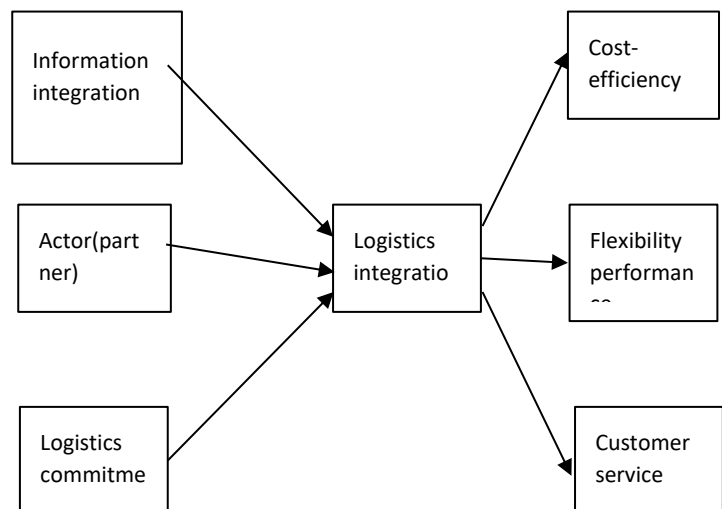 Information
integration
Cost-
efficiency
Actor(part
ner)
Logistics
integratio
Flexibility
performan
Logistics
commitme
Customer
service